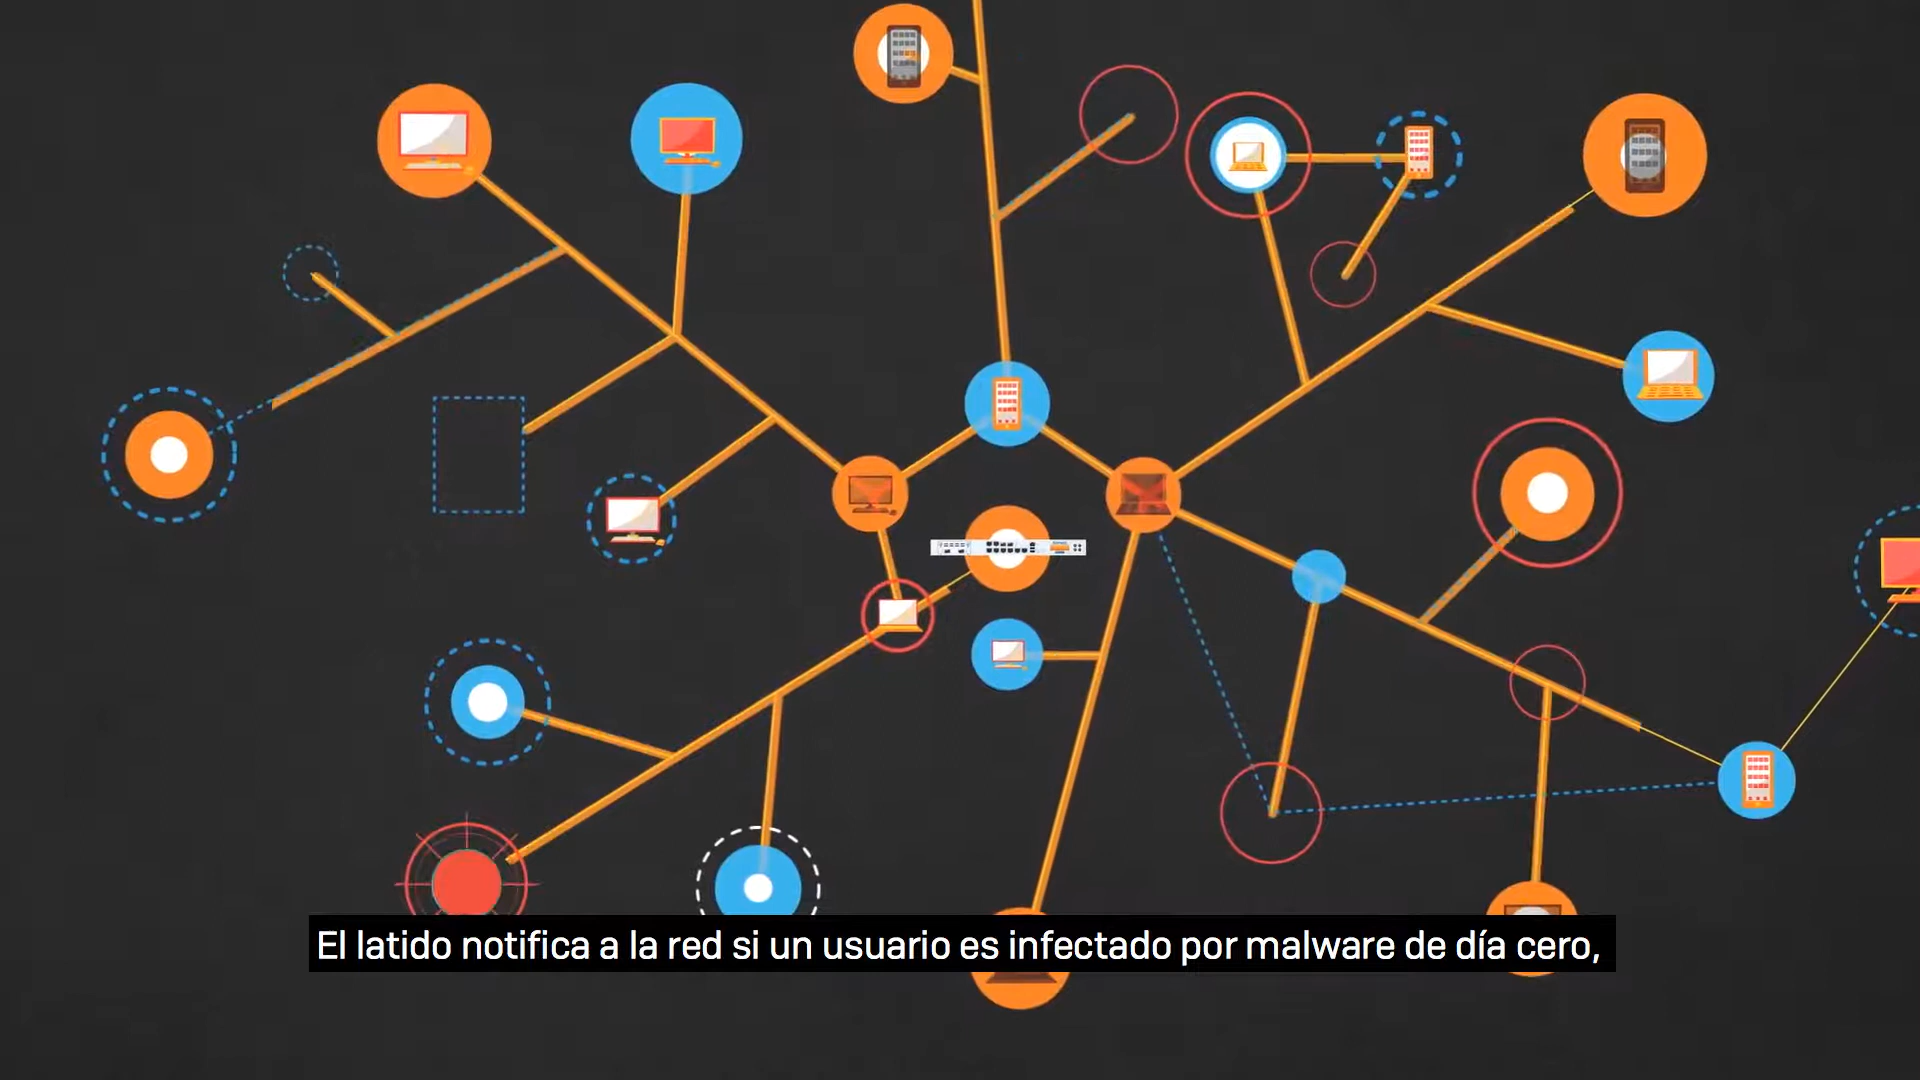 El latido notifica a la red si un usuario es infectado por malware de día cero,